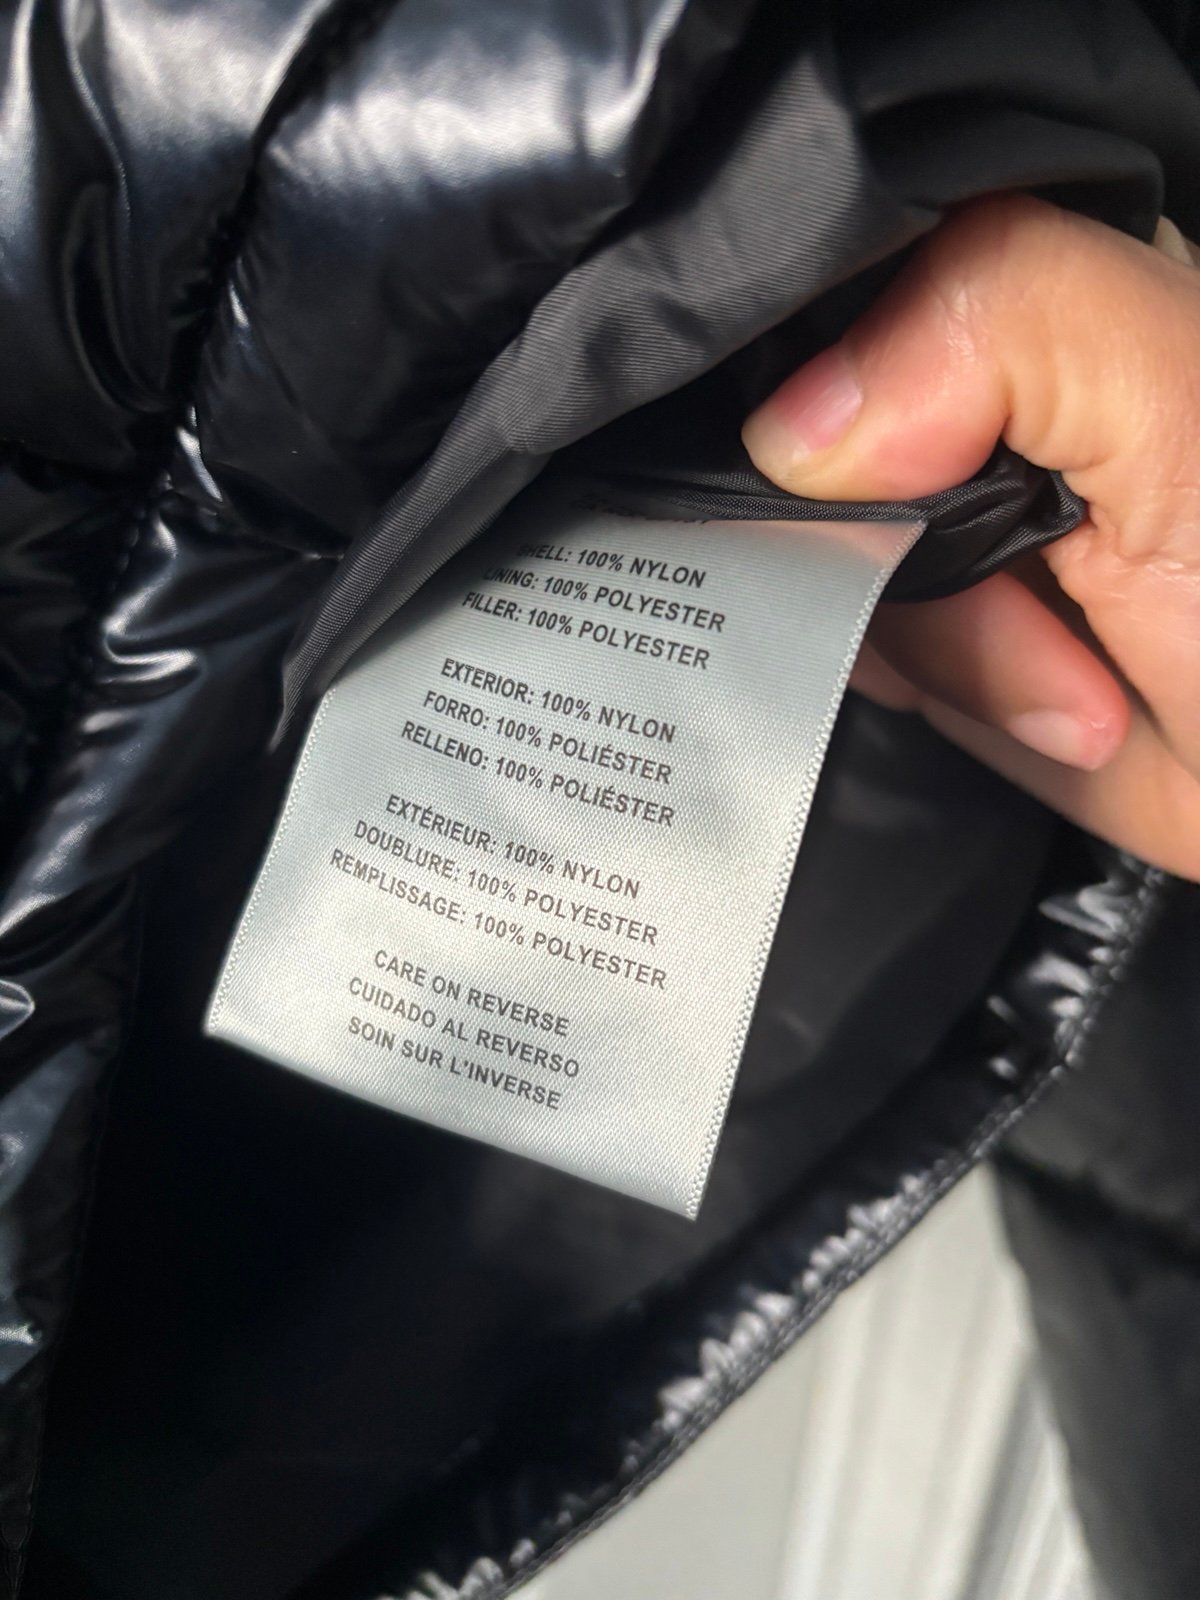 SHELL: 100% NYLON
LINING: 100% POLYESTER
FILLER: 100% POLYESTER
EXTERIOR: 100% NYLON
FORRO: 100% POLIÉSTER
RELLENO: 100% POLIÉSTER
EXTÉRIEUR: 100% NYLON
DOUBLURE: 100% POLYESTER
REMPLISSAGE: 100% POLYESTER
CARE ON REVERSE
CUIDADO AL REVERSO
SOIN SUR L'INVERSE